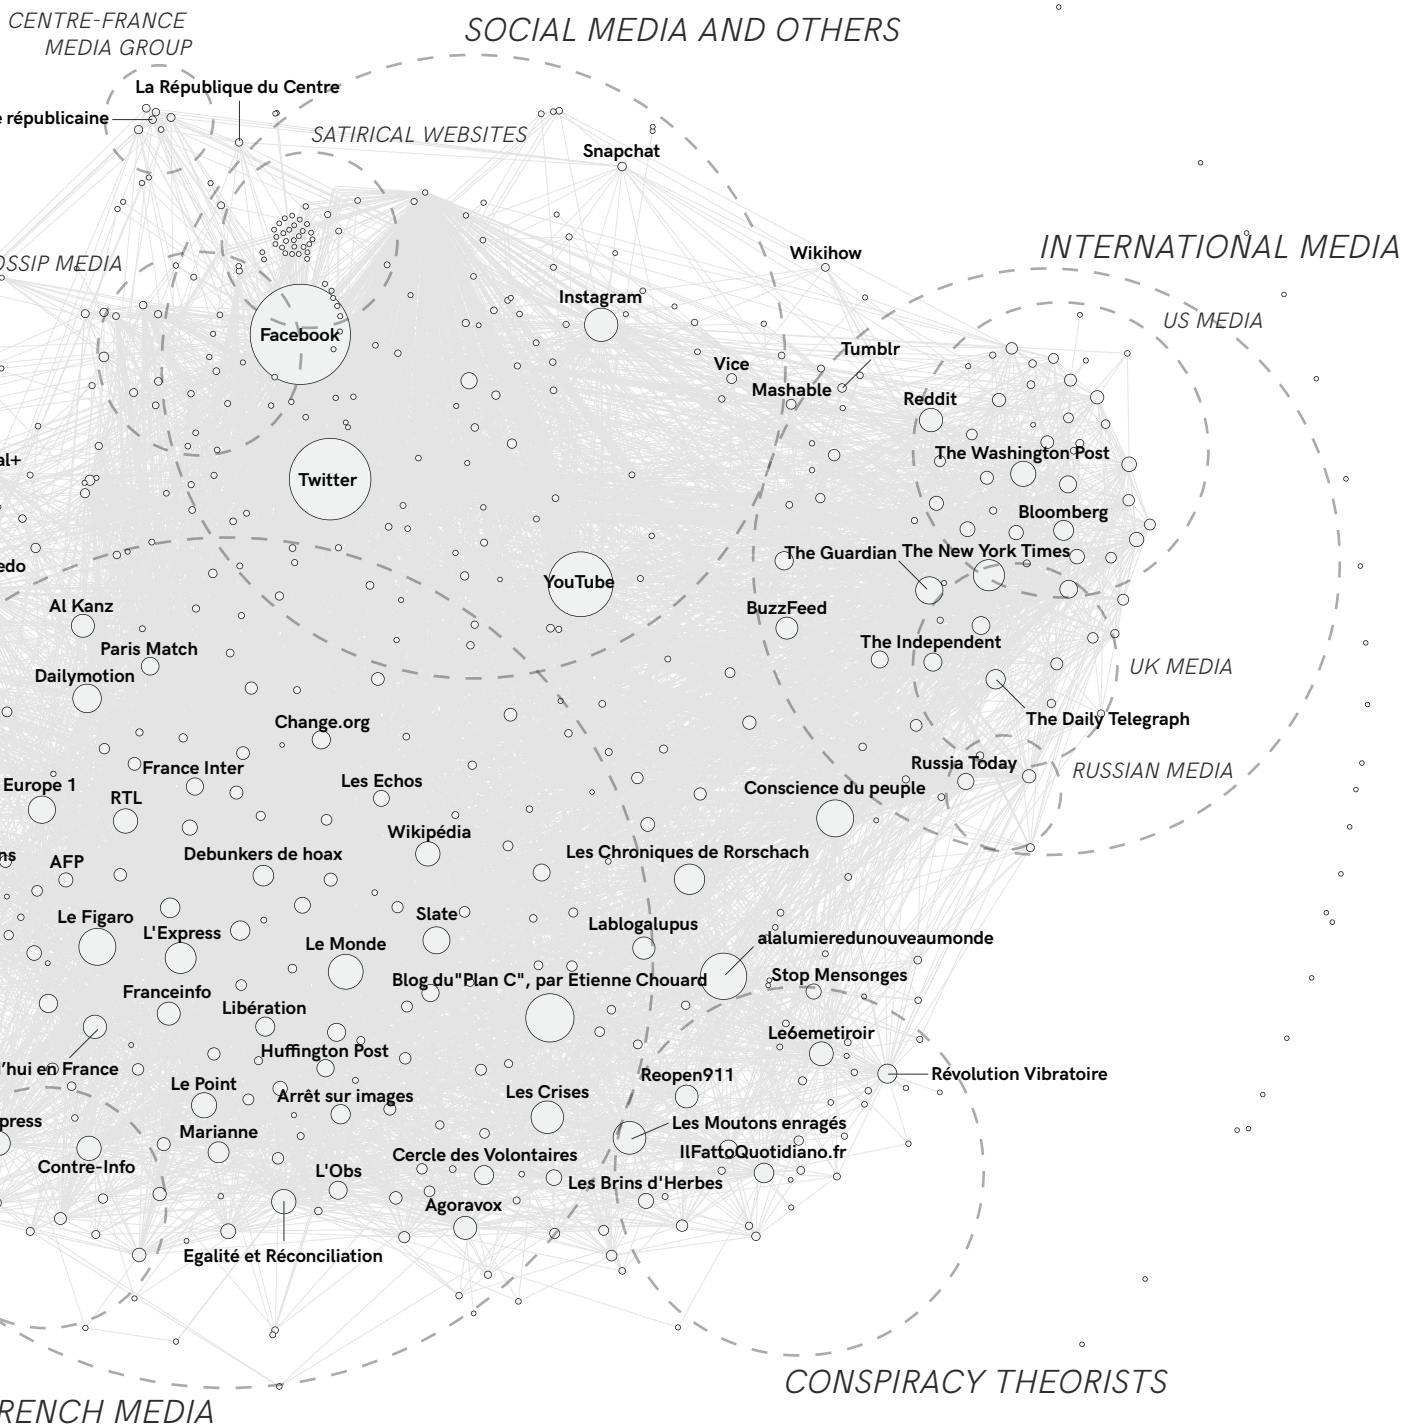 CENTRE-FRANCE
MEDIA GROUP
SOCIAL MEDIA AND OTHERS
La République du Centre
républicaine
SATIRICAL WEBSITES
Snapchat
INTERNATIONAL MEDIA
Wikihow
OSSIP MEDIA
Instagram
US MEDIA
Facebook
Tumblr
Vice
Mashable
Reddit
The Washington Post
al+
Twitter
Bloomberg
The Guardian
The New York Times
edo
YouTube
Al Kanz
BuzzFeed
Paris Match
The Independent
Dailymotion
UK MEDIA
Change.org
The Daily Telegraph
France Inter
Russia Today
RUSSIAN MEDIA
Europe 1
Les Echos
Conscience du peuple
RTL
Wikipédia
ns
AFP
Debunkers de hoax
Les Chroniques de Rorschach
Le Figaro
L'Express
Slate
Lablogalupus
Le Monde
alalumieredunouveaumonde
Blog du"Plan C", par Etienne Chouard
Stop Mensonges
Franceinfo
Libération
Le6emetiroir
Huffington Post
l'hui en France
Reopen911
Révolution Vibratoire
Le Point
Arrêt sur images
Les Crises
press
Marianne
Les Moutons enragés
Contre-Info
Cercle des Volontaires
IlFattoQuotidiano.fr
L'Obs
Les Brins d'Herbes
Agoravox
Egalité et Réconciliation
CONSPIRACY THEORISTS
RENCH MEDIA